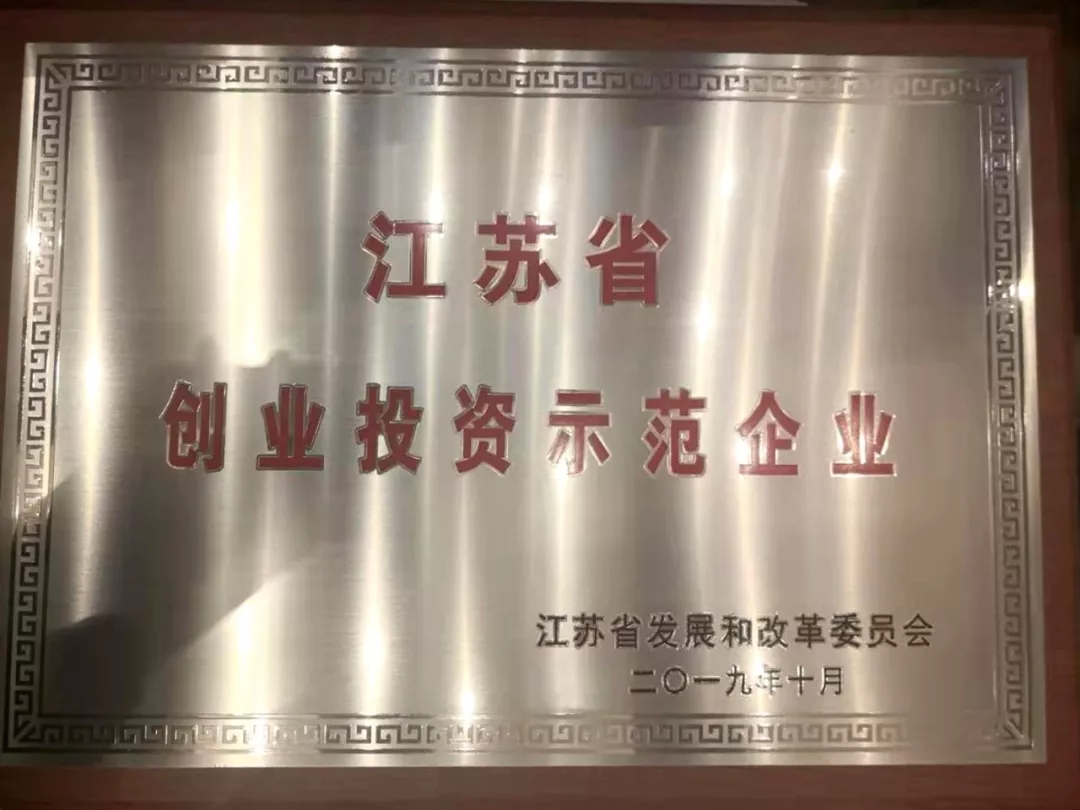 江苏省
创业投资示范企业
江苏省发展和改革委员会
二〇一九年十月